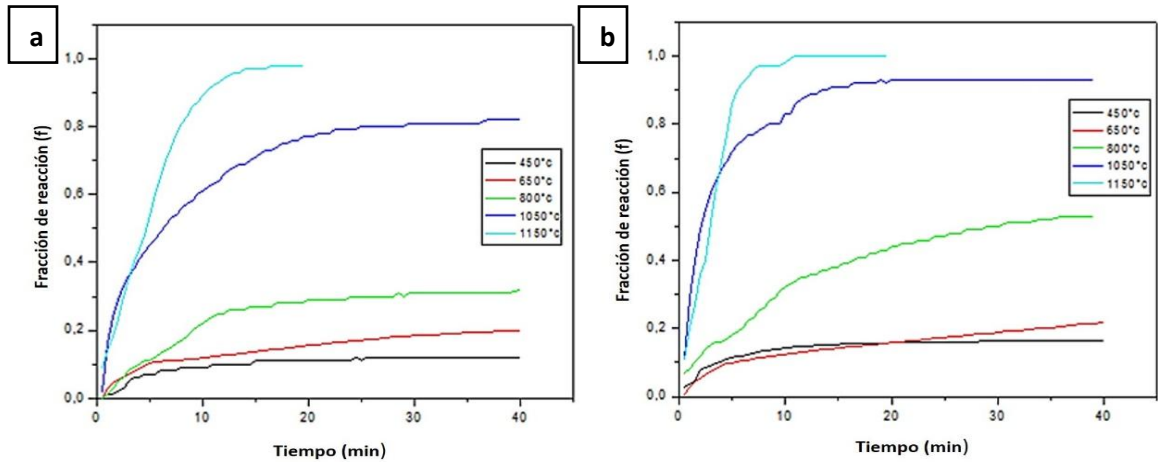 a
Fracción de reacción (f)
1,0
0,8
0,6
0,4
0,2
0,0
0
10
20
30
40
Tiempo (min)
450°c
650°c
800°c
1050°c
1150°c
b
Fracción de reacción (f)
1,0
0,8
0,6
0,4
0,2
0,0
0
10
20
30
40
Tiempo (min)
450°c
650°c
800°c
1050°c
1150°c